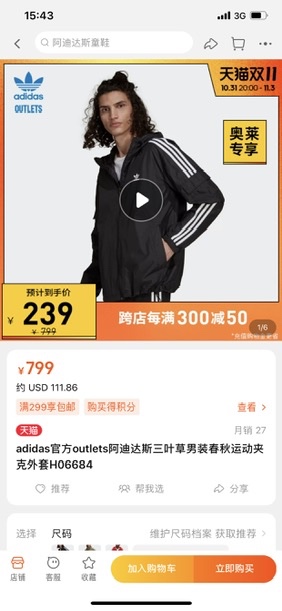 15:43
3G
阿迪达斯童鞋
adidas
OUTLETS
天猫双11
10.31 20:00 - 11.3
奥莱
专享
预计到手价
¥ 239
¥ 799
跨店每满300减50
1/6
¥799
约 USD 111.86
满299享包邮 购买得积分 查看
天猫 月销 27
adidas官方outlets阿迪达斯三叶草男装春秋运动夹
克外套H06684
推荐 帮我选 分享
选择 尺码 维护尺码档案 获取推荐
店铺 客服 收藏 加入购物车 立即购买